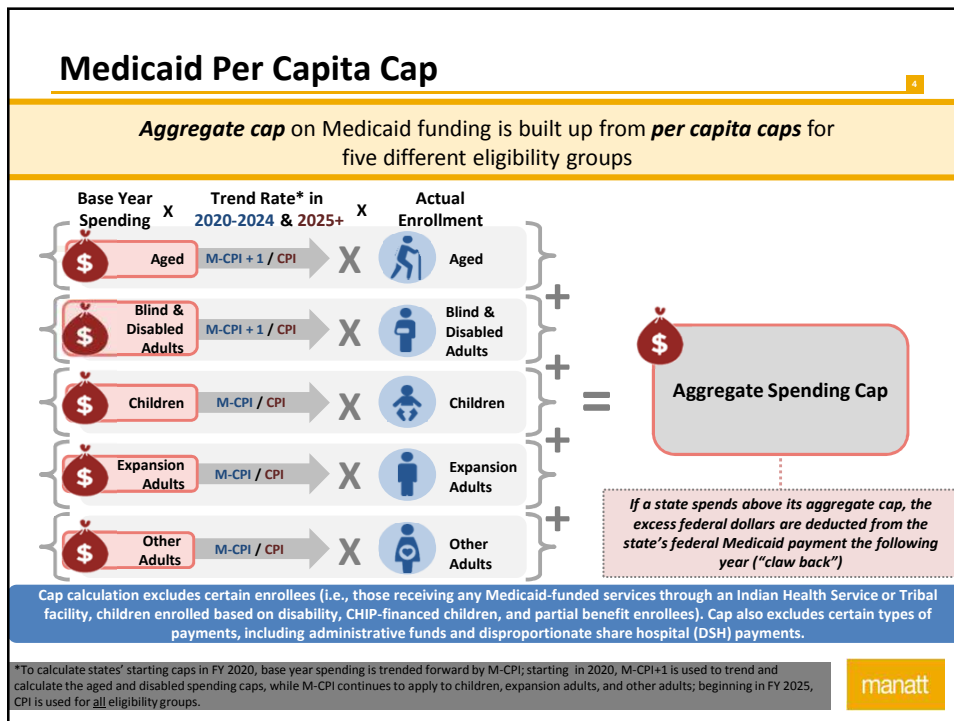 Medicaid Per Capita Cap
4
Aggregate cap on Medicaid funding is built up from per capita caps for
five different eligibility groups
Base Year
Spending
X
Trend Rate* in
2020-2024 & 2025+
X
Actual
Enrollment
$
Aged
M-CPI + 1 / CPI
X
Aged
+
$
Blind &
Disabled
Adults
M-CPI + 1 / CPI
X
Blind &
Disabled
Adults
+
$
Children
M-CPI / CPI
X
Children
+
$
Expansion
Adults
M-CPI / CPI
X
Expansion
Adults
+
$
Other
Adults
M-CPI / CPI
X
Other
Adults
=
$
Aggregate Spending Cap
If a state spends above its aggregate cap, the
excess federal dollars are deducted from the
state's federal Medicaid payment the following
year ("claw back")
Cap calculation excludes certain enrollees (i.e., those receiving any Medicaid-funded services through an Indian Health Service or Tribal
facility, children enrolled based on disability, CHIP-financed children, and partial benefit enrollees). Cap also excludes certain types of
payments, including administrative funds and disproportionate share hospital (DSH) payments.
*To calculate states' starting caps in FY 2020, base year spending is trended forward by M-CPI; starting in 2020, M-CPI+1 is used to trend and
calculate the aged and disabled spending caps, while M-CPI continues to apply to children, expansion adults, and other adults; beginning in FY 2025,
CPI is used for all eligibility groups.
manatt